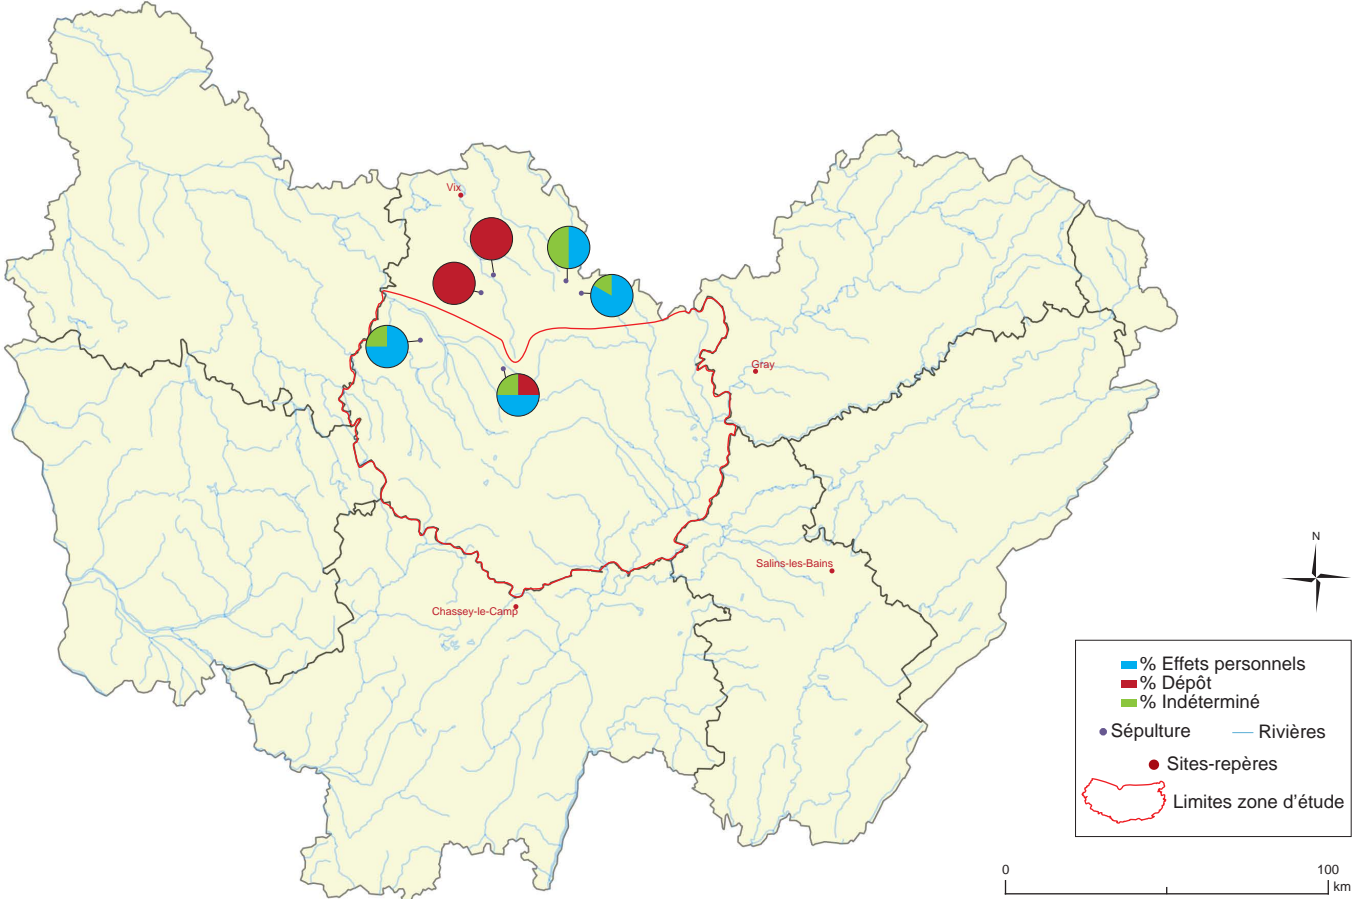 Vix
Gray
Salins-les-Bains
Chassey-le-Camp
N
% Effets personnels
% Dépôt
% Indéterminé
Sépulture
Rivières
Sites-repères
Limites zone d'étude
0 100
km